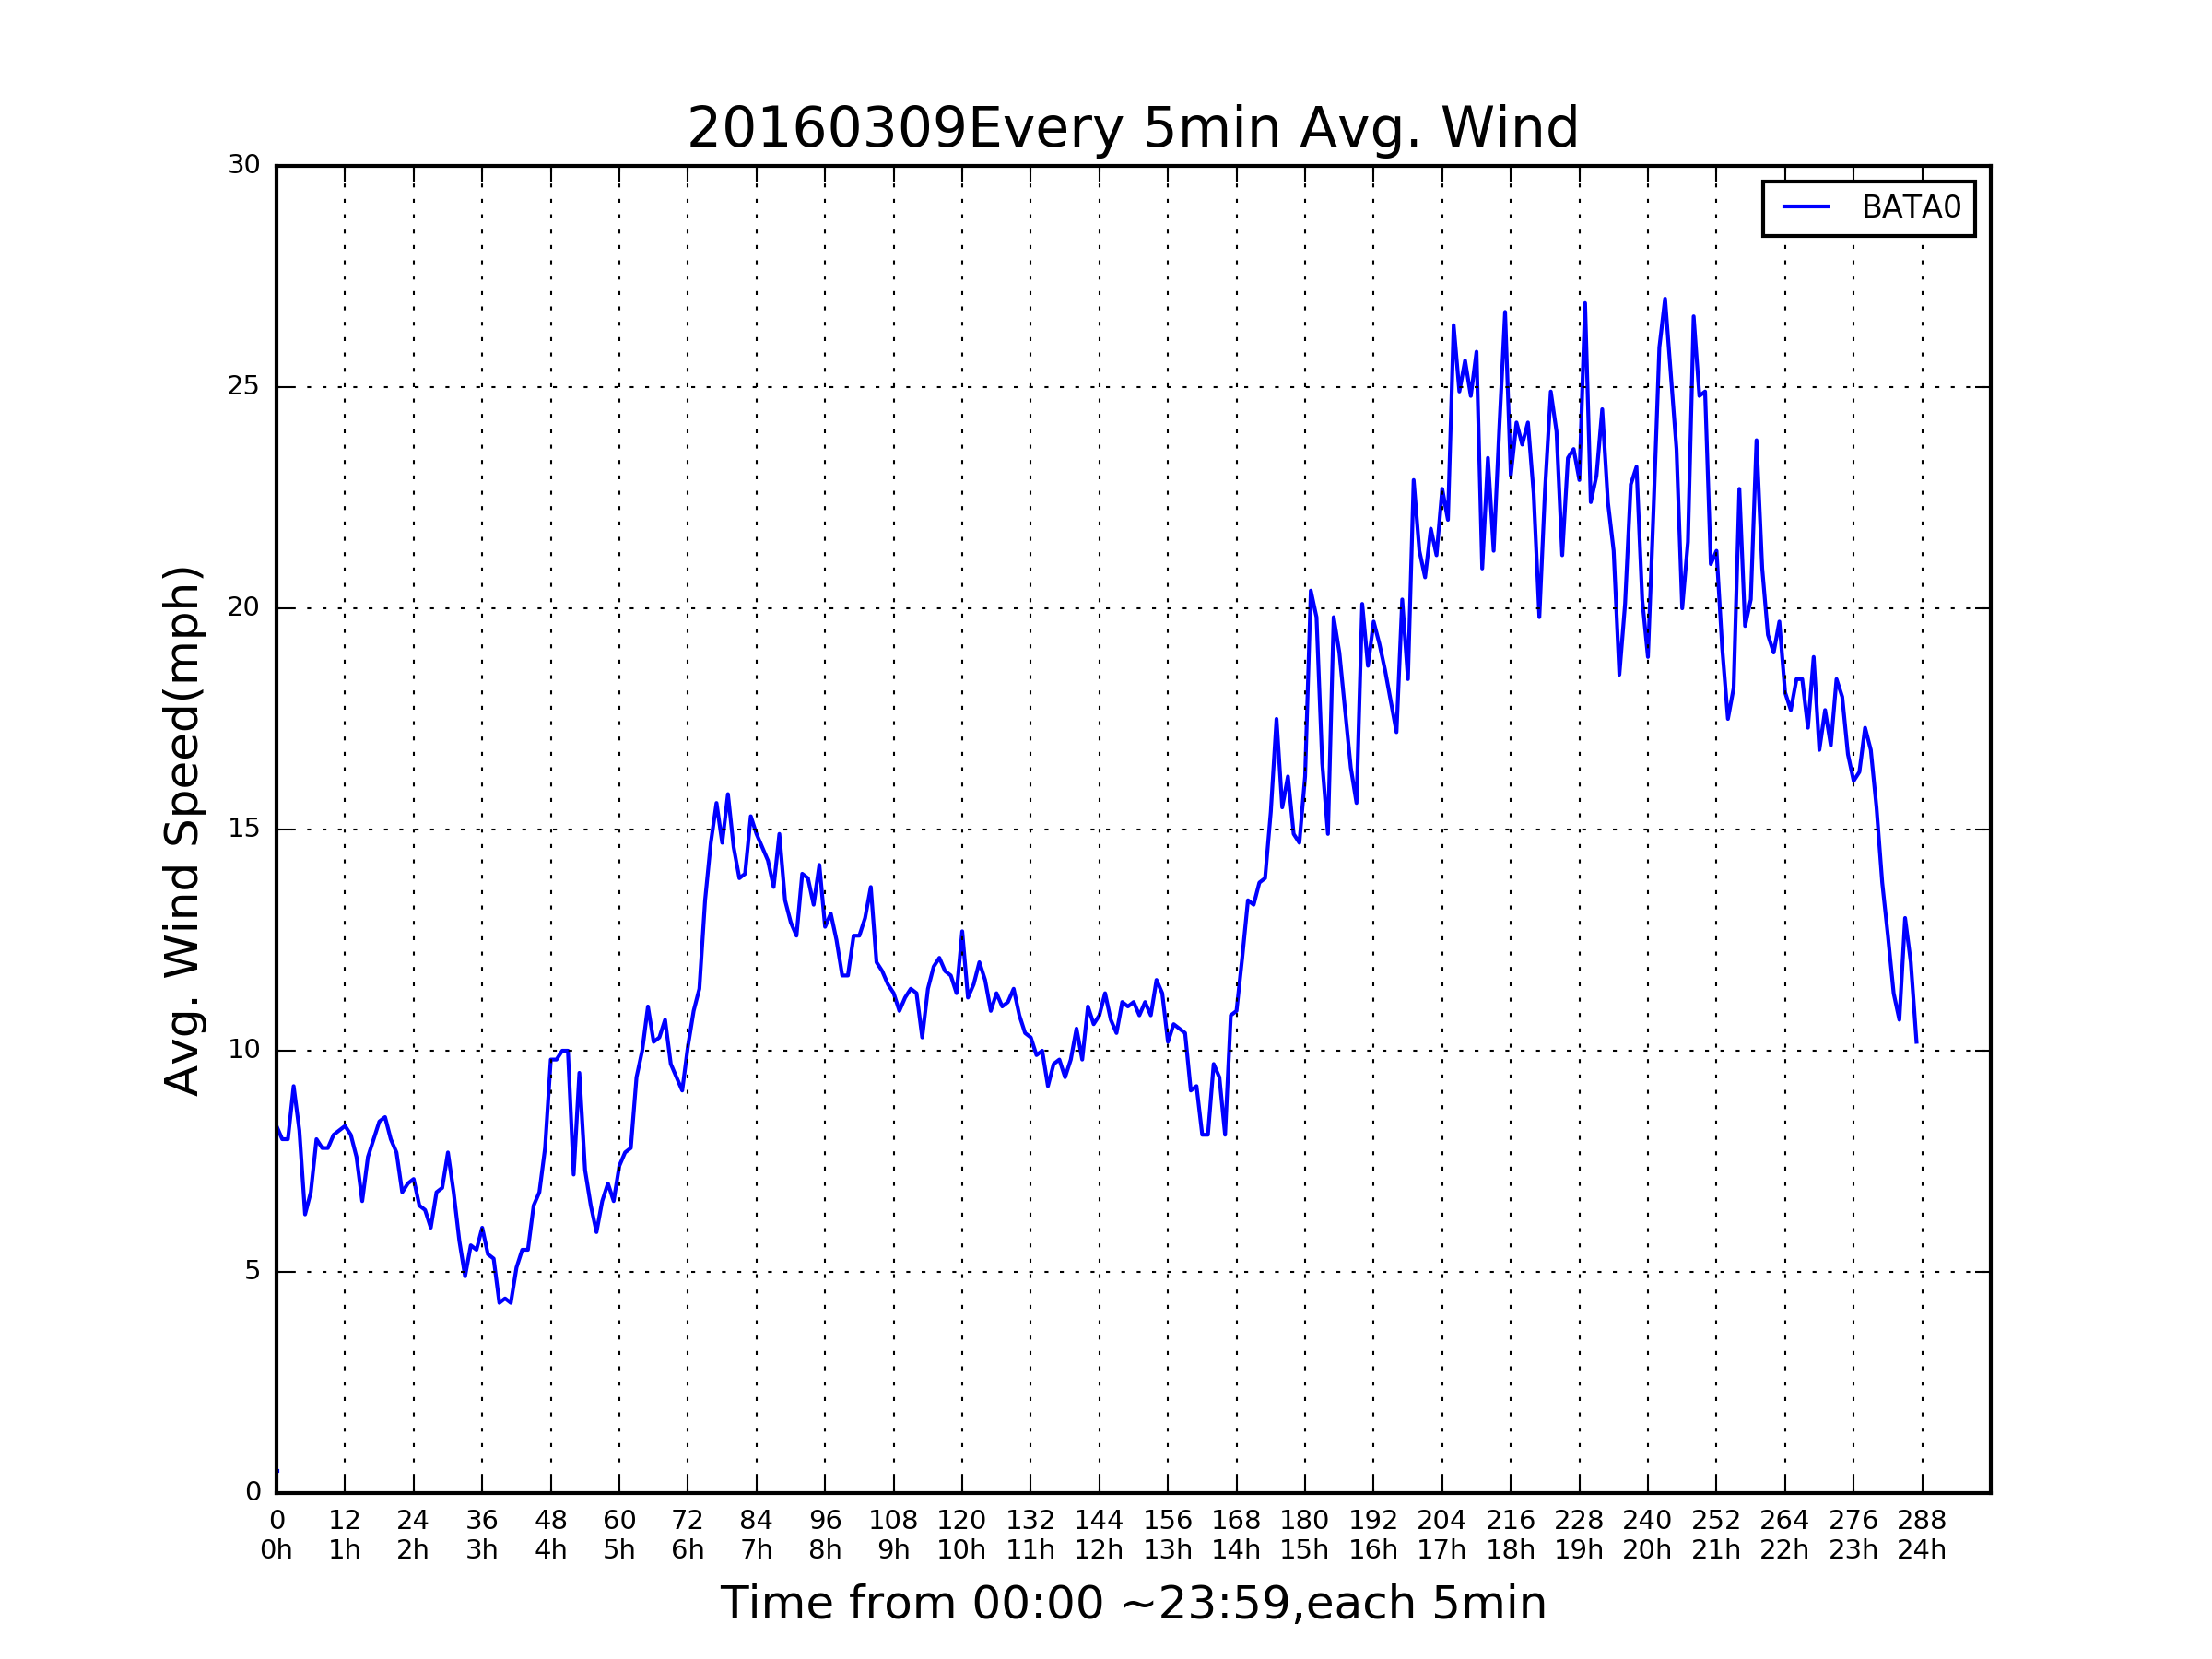 20160309Every 5min Avg. Wind
BATA0
Avg. Wind Speed(mph)
30
25
20
15
10
5
0
0 12 24 36 48 60 72 84 96 108 120 132 144 156 168 180 192 204 216 228 240 252 264 276 288
0h 1h 2h 3h 4h 5h 6h 7h 8h 9h 10h 11h 12h 13h 14h 15h 16h 17h 18h 19h 20h 21h 22h 23h 24h
Time from 00:00 ~23:59,each 5min